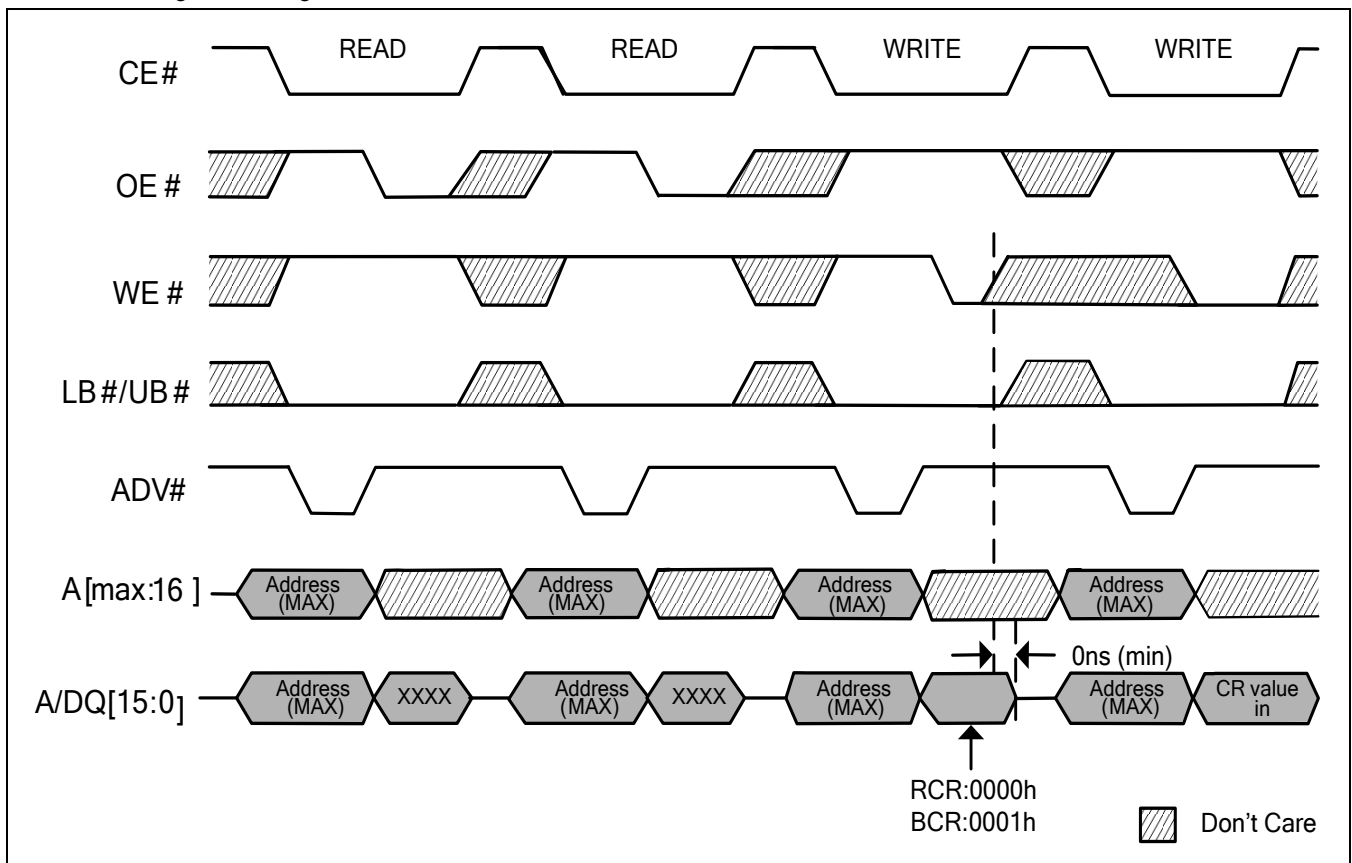 CE#
READ
READ
WRITE
WRITE
OE #
WE #
LB #/UB #
ADV#
A[max:16 ]
Address
(MAX)
Address
(MAX)
Address
(MAX)
Address
(MAX)
0ns (min)
A/DQ[15:0]
Address
(MAX)
XXXX
Address
(MAX)
XXXX
Address
(MAX)
Address
(MAX)
CR value
in
RCR:0000h
BCR:0001h
Don't Care